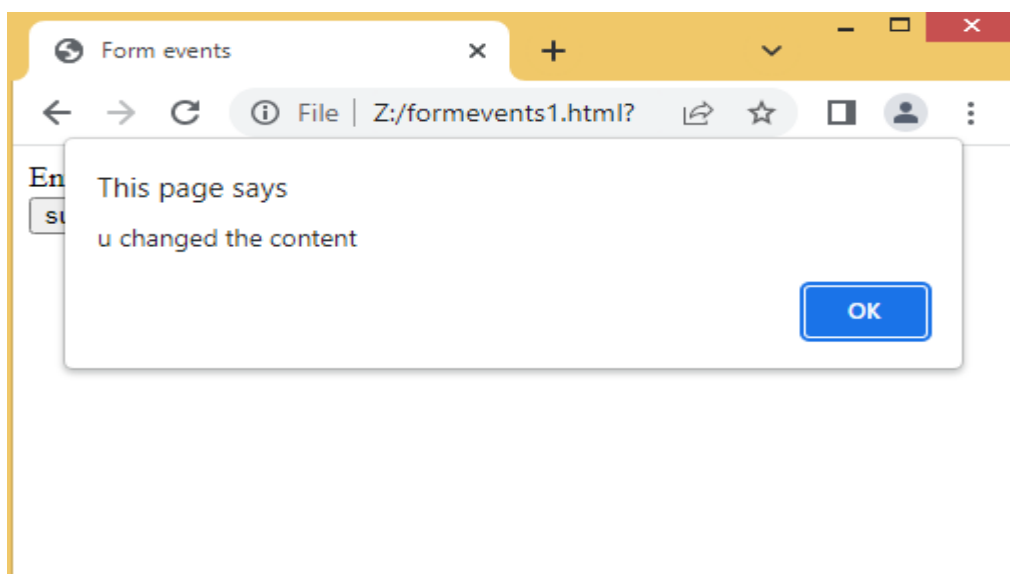 Form events
File Z:/formevents1.html?
This page says
u changed the content
OK